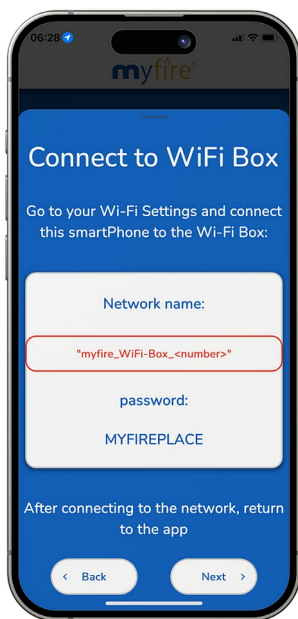 06:28
myfire®
Connect to WiFi Box
Go to your Wi-Fi Settings and connect
this smartPhone to the Wi-Fi Box:
Network name:
"myfire_WiFi-Box_<number>"
password:
MYFIREPLACE
After connecting to the network, return
to the app
< Back
Next >